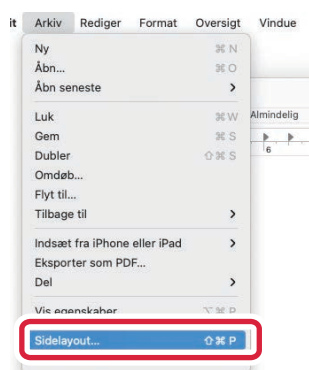 it Arkiv Rediger Format Oversigt Vindue
Ny ⌘ N
Åbn... ⌘ O
Åbn seneste >
Luk ⌘ W
Almindelig
Gem ⌘ S
Dubler ⇧ ⌘ S
6
Omdøb...
Flyt til...
Tilbage til >
Indsæt fra iPhone eller iPad >
Eksporter som PDF...
Del >
Vis egenskaber ⌥ ⌘ P
Sidelayout... ⇧ ⌘ P